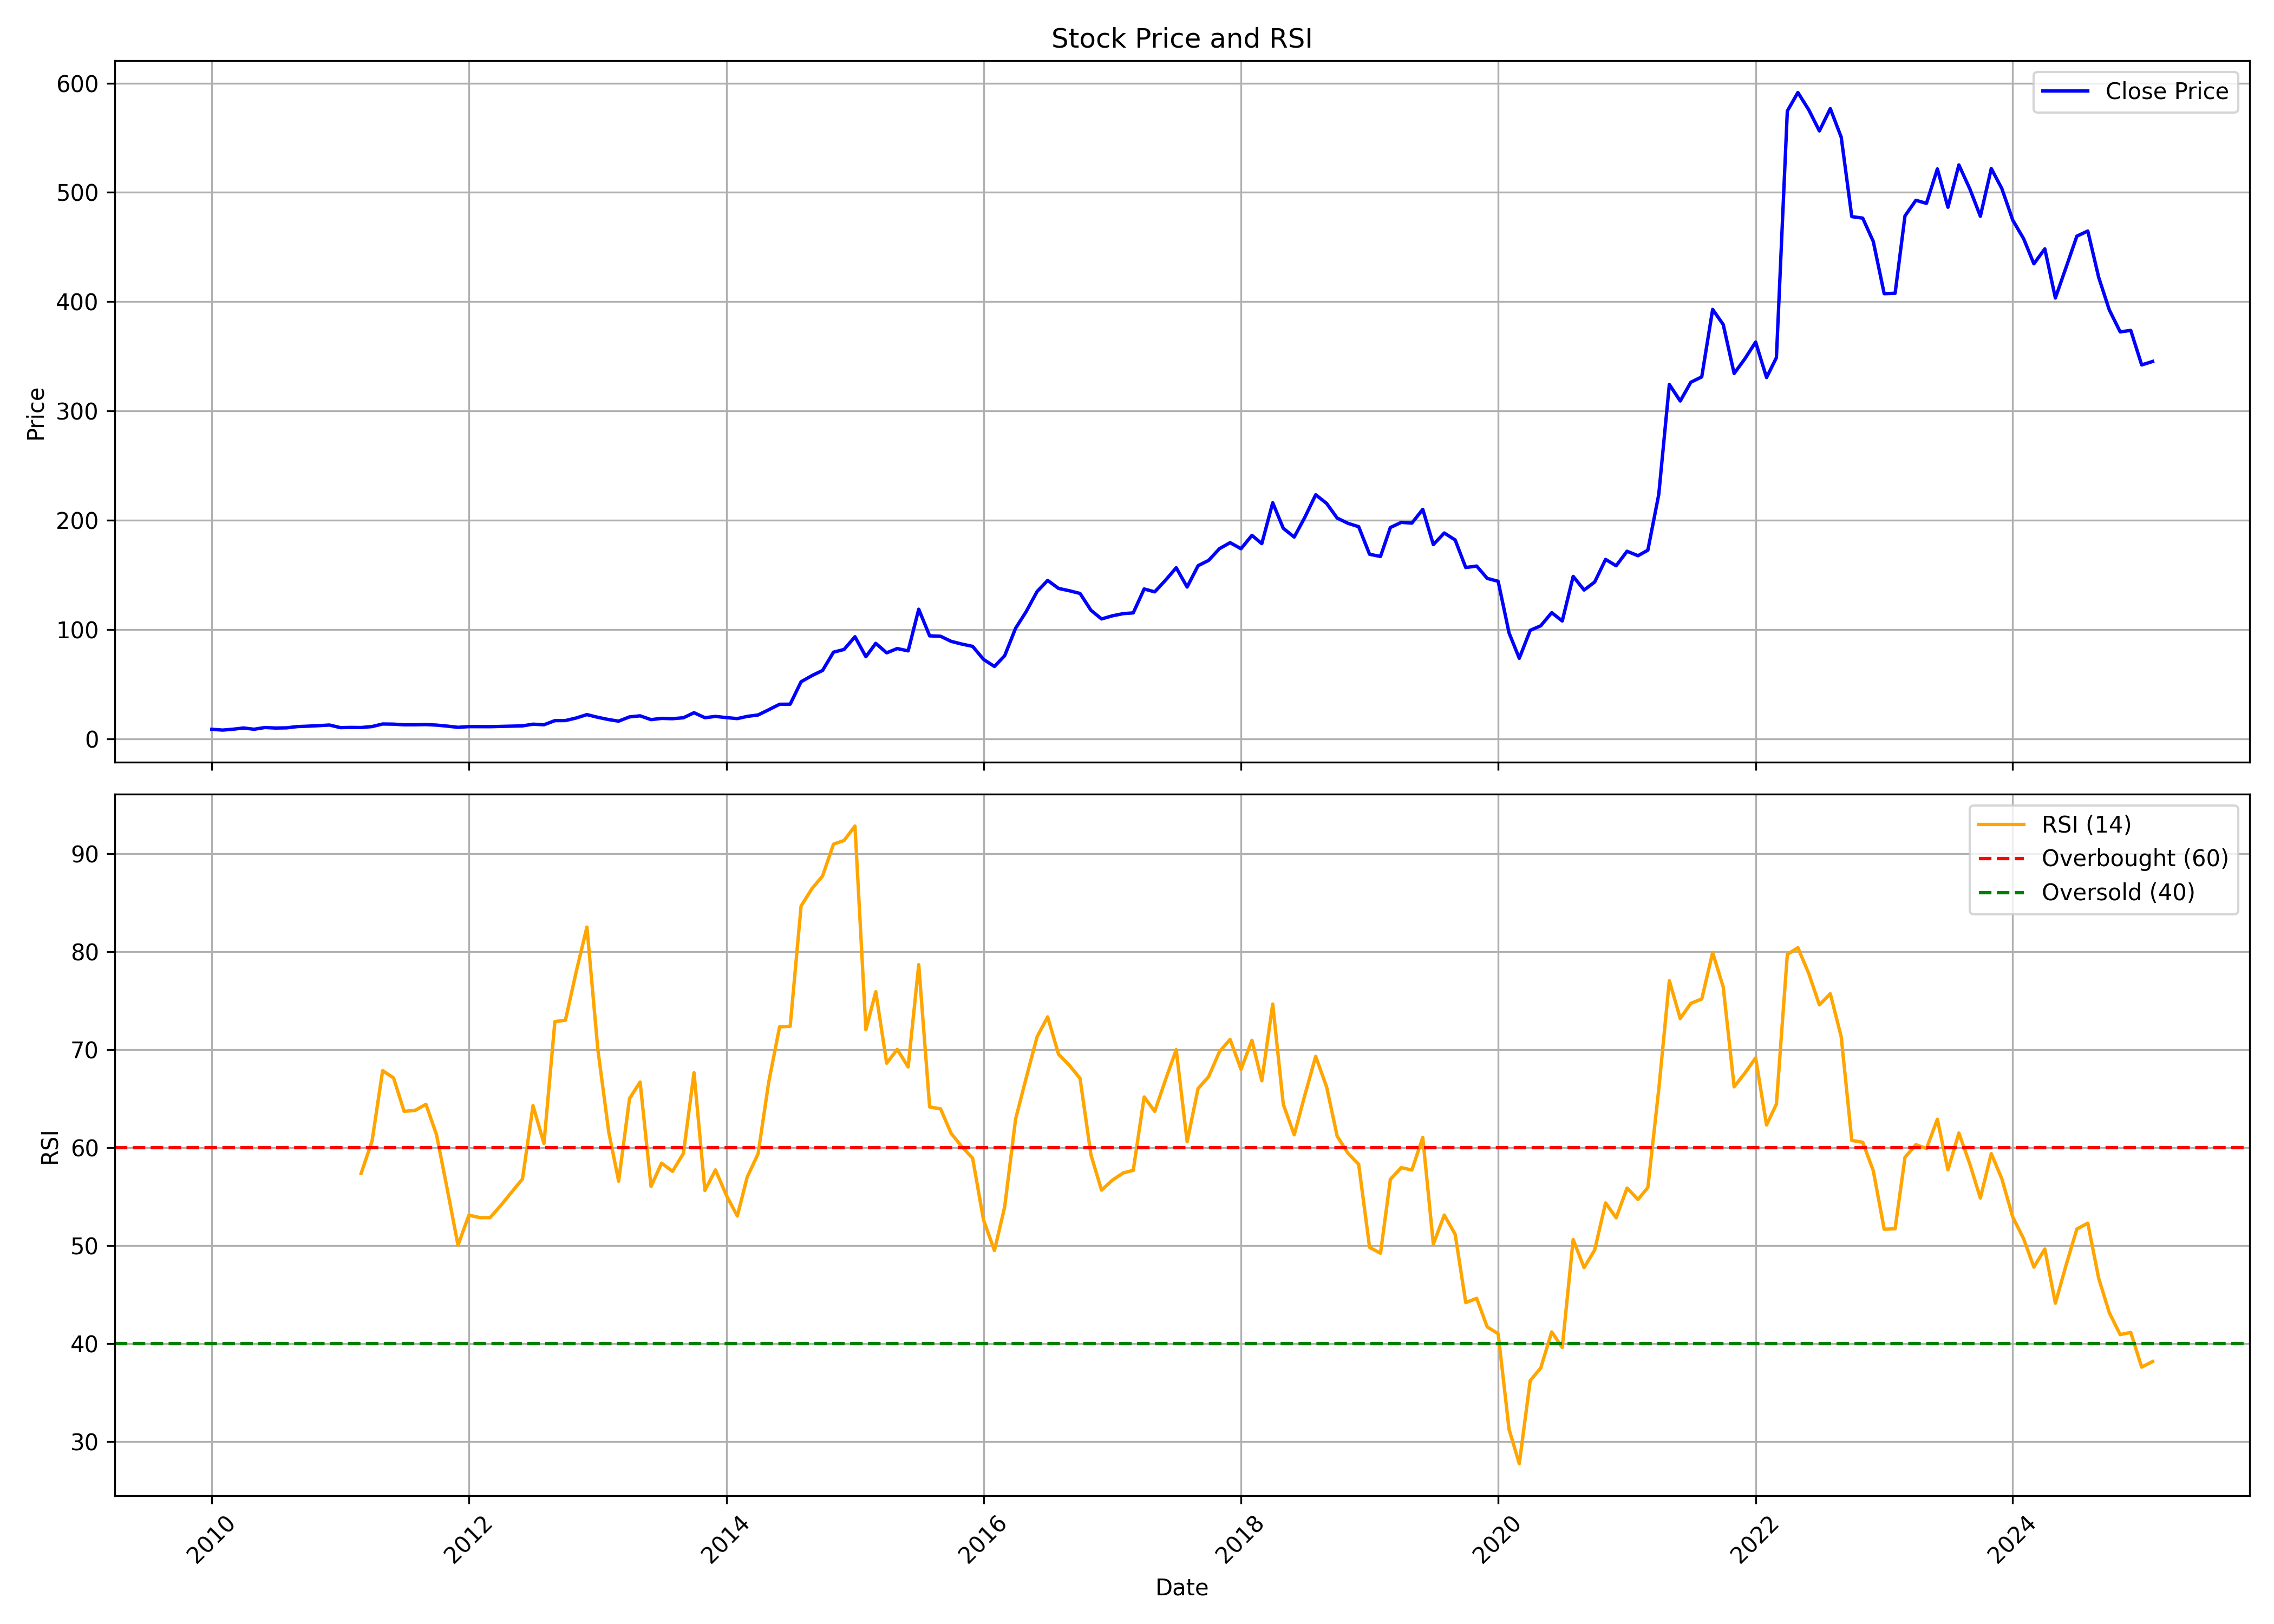 Stock Price and RSI
600
500
400
300
200
100
0
Price
Close Price
90
80
70
60
50
40
30
RSI
RSI (14)
Overbought (60)
Oversold (40)
2010
2012
2014
2016
2018
2020
2022
2024
Date